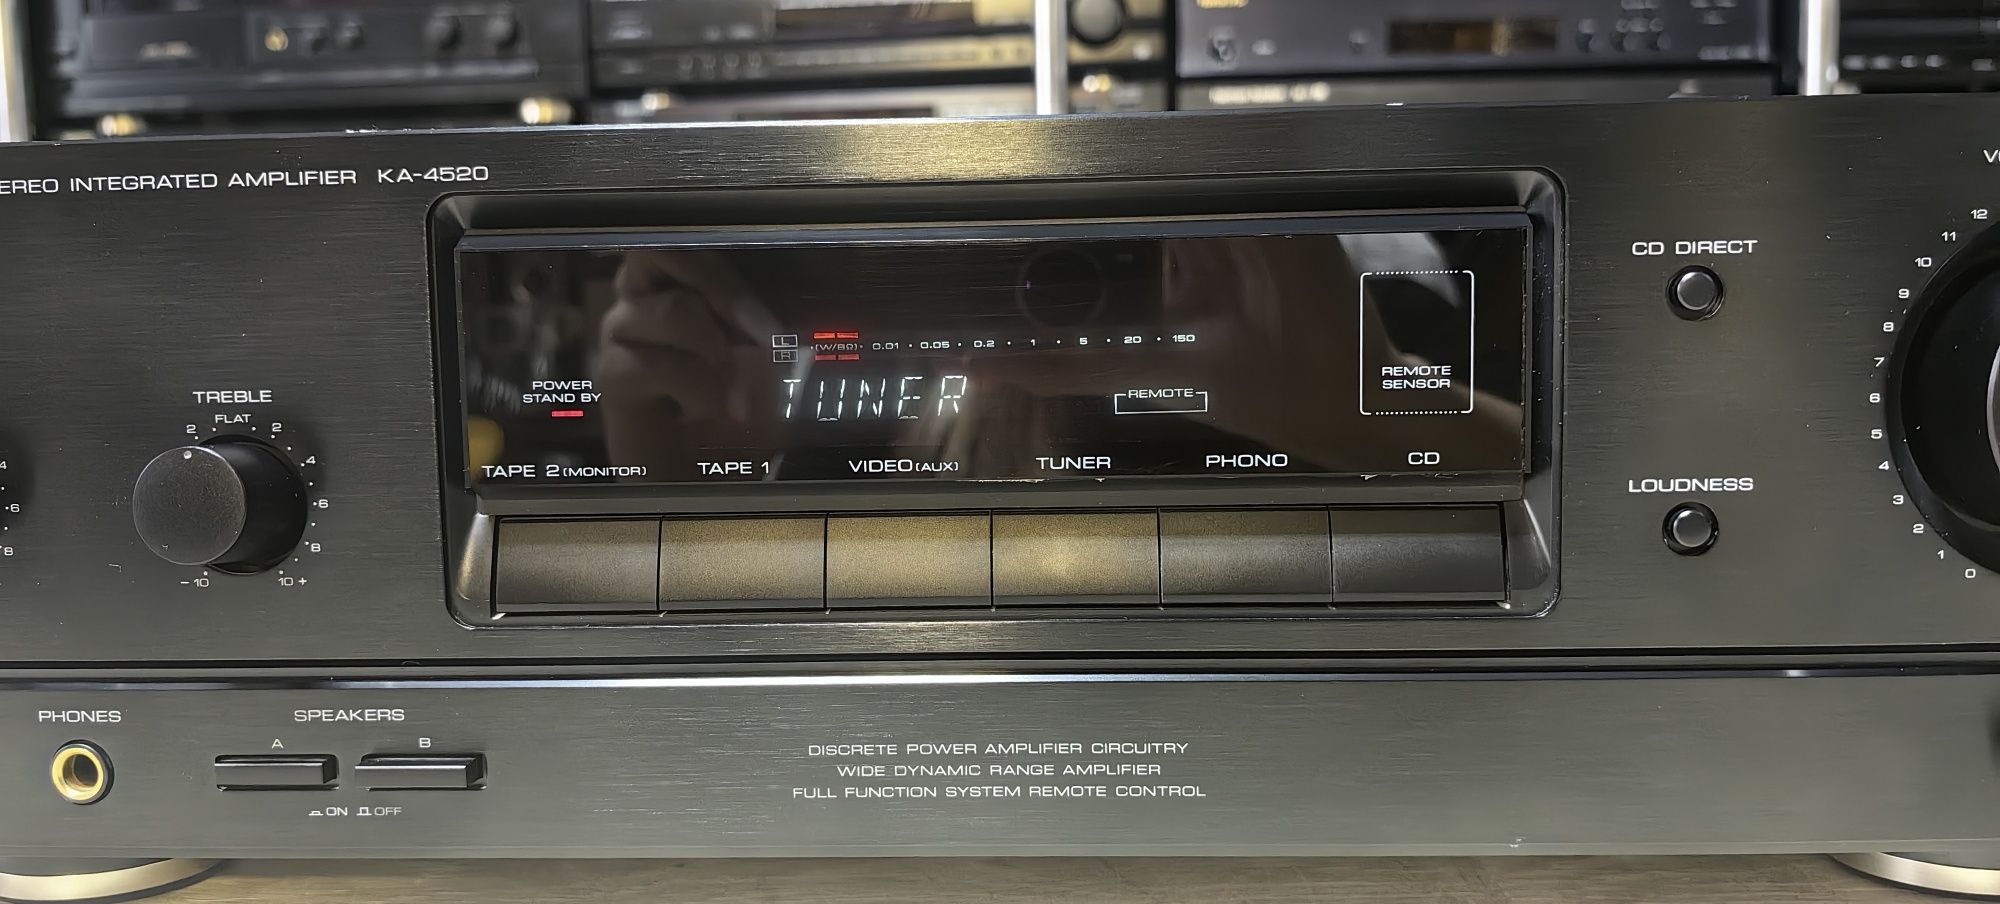 EREO INTEGRATED AMPLIFIER KA-4520
V
12
11
10
9
8
7
6
5
4
3
2
1
0
CD DIRECT
LOUDNESS
TREBLE
FLAT
2 2
4
6
8
-10 10+
4
6
8
L
R
(W/8Ω) 0.01 0.05 0.2 1 5 20 150
TUNER
POWER
STAND BY
REMOTE
REMOTE
SENSOR
TAPE 2 (MONITOR) TAPE 1 VIDEO (AUX) TUNER PHONO CD
PHONES
SPEAKERS
A B
ON OFF
DISCRETE POWER AMPLIFIER CIRCUITRY
WIDE DYNAMIC RANGE AMPLIFIER
FULL FUNCTION SYSTEM REMOTE CONTROL